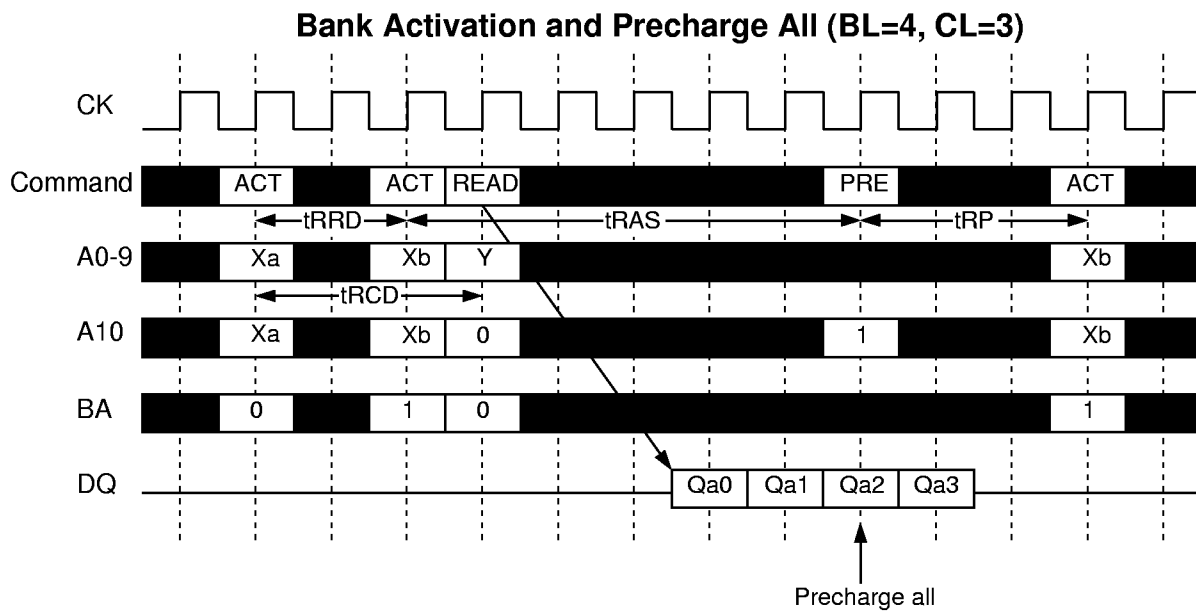 Bank Activation and Precharge All (BL=4, CL=3)
CK
Command ACT ACT READ PRE ACT
tRRD tRAS tRP
A0-9 Xa Xb Y Xb
tRCD
A10 Xa Xb 0 1 Xb
BA 0 1 0 1
DQ Qa0 Qa1 Qa2 Qa3
Precharge all